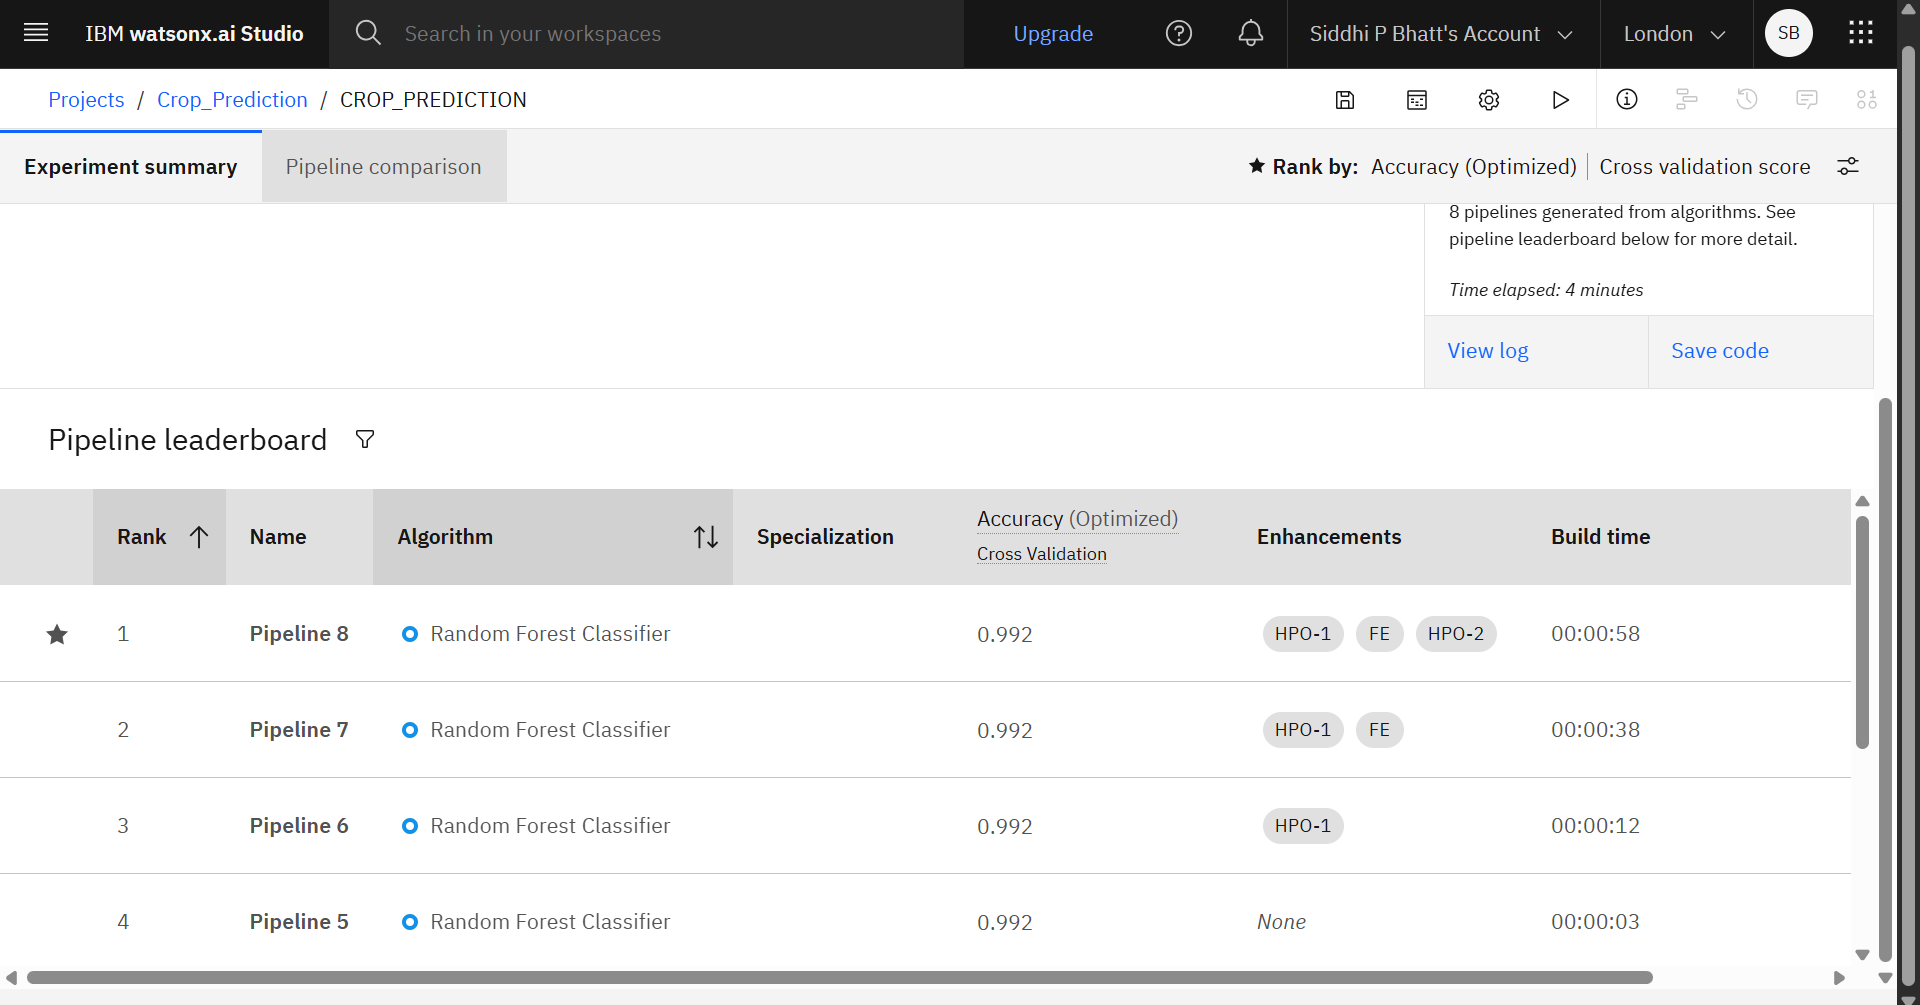 IBM watsonx.ai Studio
Search in your workspaces
Upgrade
Siddhi P Bhatt's Account
London
SB
Projects / Crop_Prediction / CROP_PREDICTION
Experiment summary
Pipeline comparison
Rank by: Accuracy (Optimized) | Cross validation score
8 pipelines generated from algorithms. See
pipeline leaderboard below for more detail.
Time elapsed: 4 minutes
View log
Save code
Pipeline leaderboard
Rank Name Algorithm Specialization Accuracy (Optimized) Enhancements Build time
Cross Validation
1 Pipeline 8 Random Forest Classifier 0.992 HPO-1 FE HPO-2 00:00:58
2 Pipeline 7 Random Forest Classifier 0.992 HPO-1 FE 00:00:38
3 Pipeline 6 Random Forest Classifier 0.992 HPO-1 00:00:12
4 Pipeline 5 Random Forest Classifier 0.992 None 00:00:03